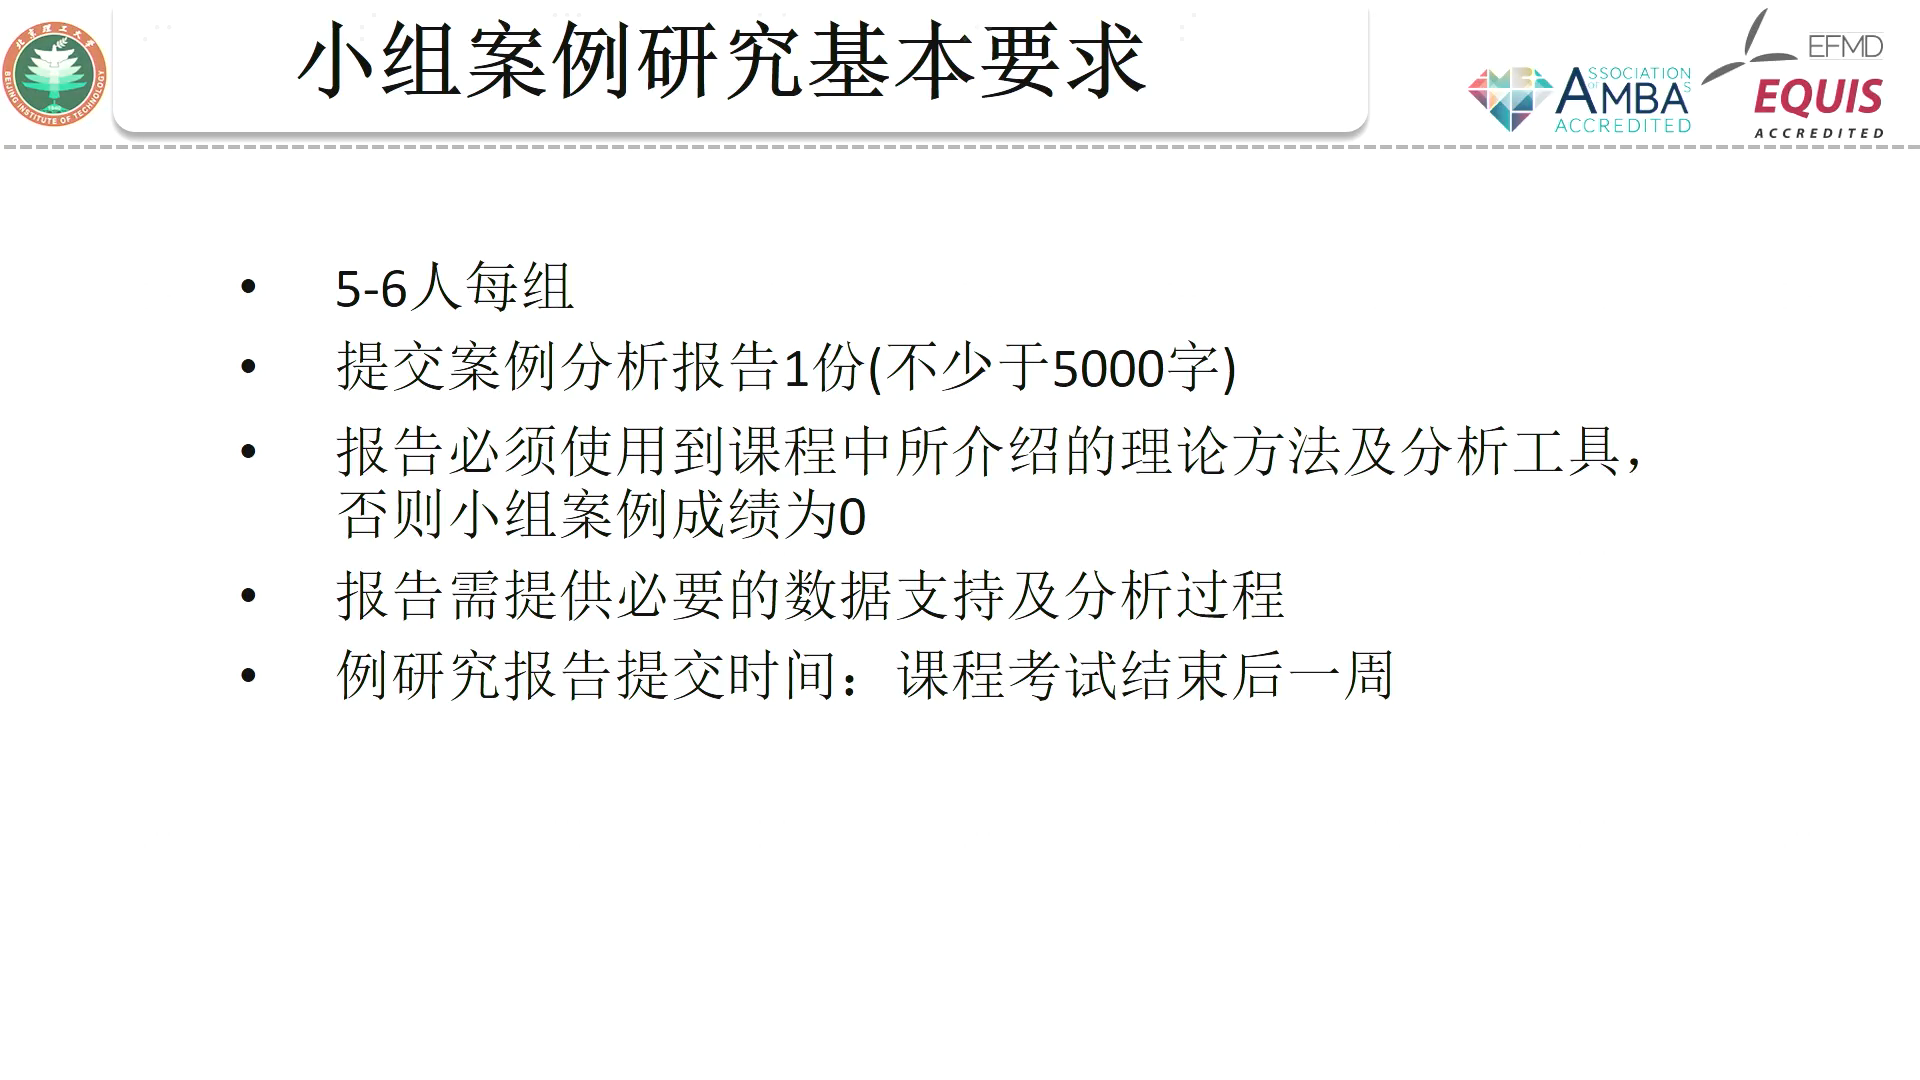 小组案例研究基本要求
北京理工大学
BEIJING INSTITUTE OF TECHNOLOGY
1940
ASSOCIATION
OF MBAS
ACCREDITED
EFMD
EQUIS
ACCREDITED
• 5-6人每组
• 提交案例分析报告1份(不少于5000字)
• 报告必须使用到课程中所介绍的理论方法及分析工具，
否则小组案例成绩为0
• 报告需提供必要的数据支持及分析过程
• 例研究报告提交时间：课程考试结束后一周